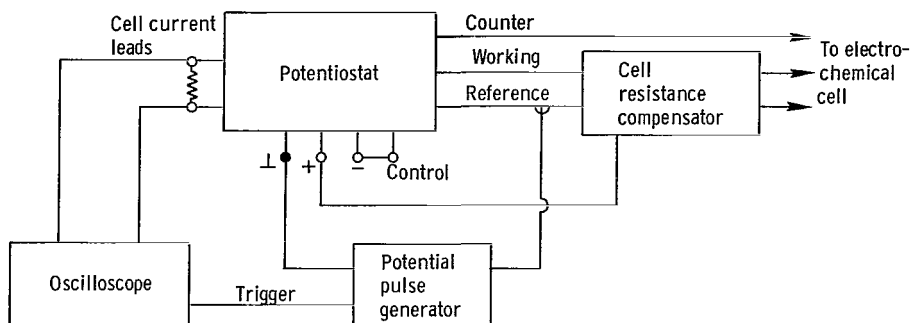 Cell current
leads
Potentiostat
Counter
Working
Reference
Cell
resistance
compensator
To electro-
chemical
cell
⊥
+
−
Control
Oscilloscope
Trigger
Potential
pulse
generator